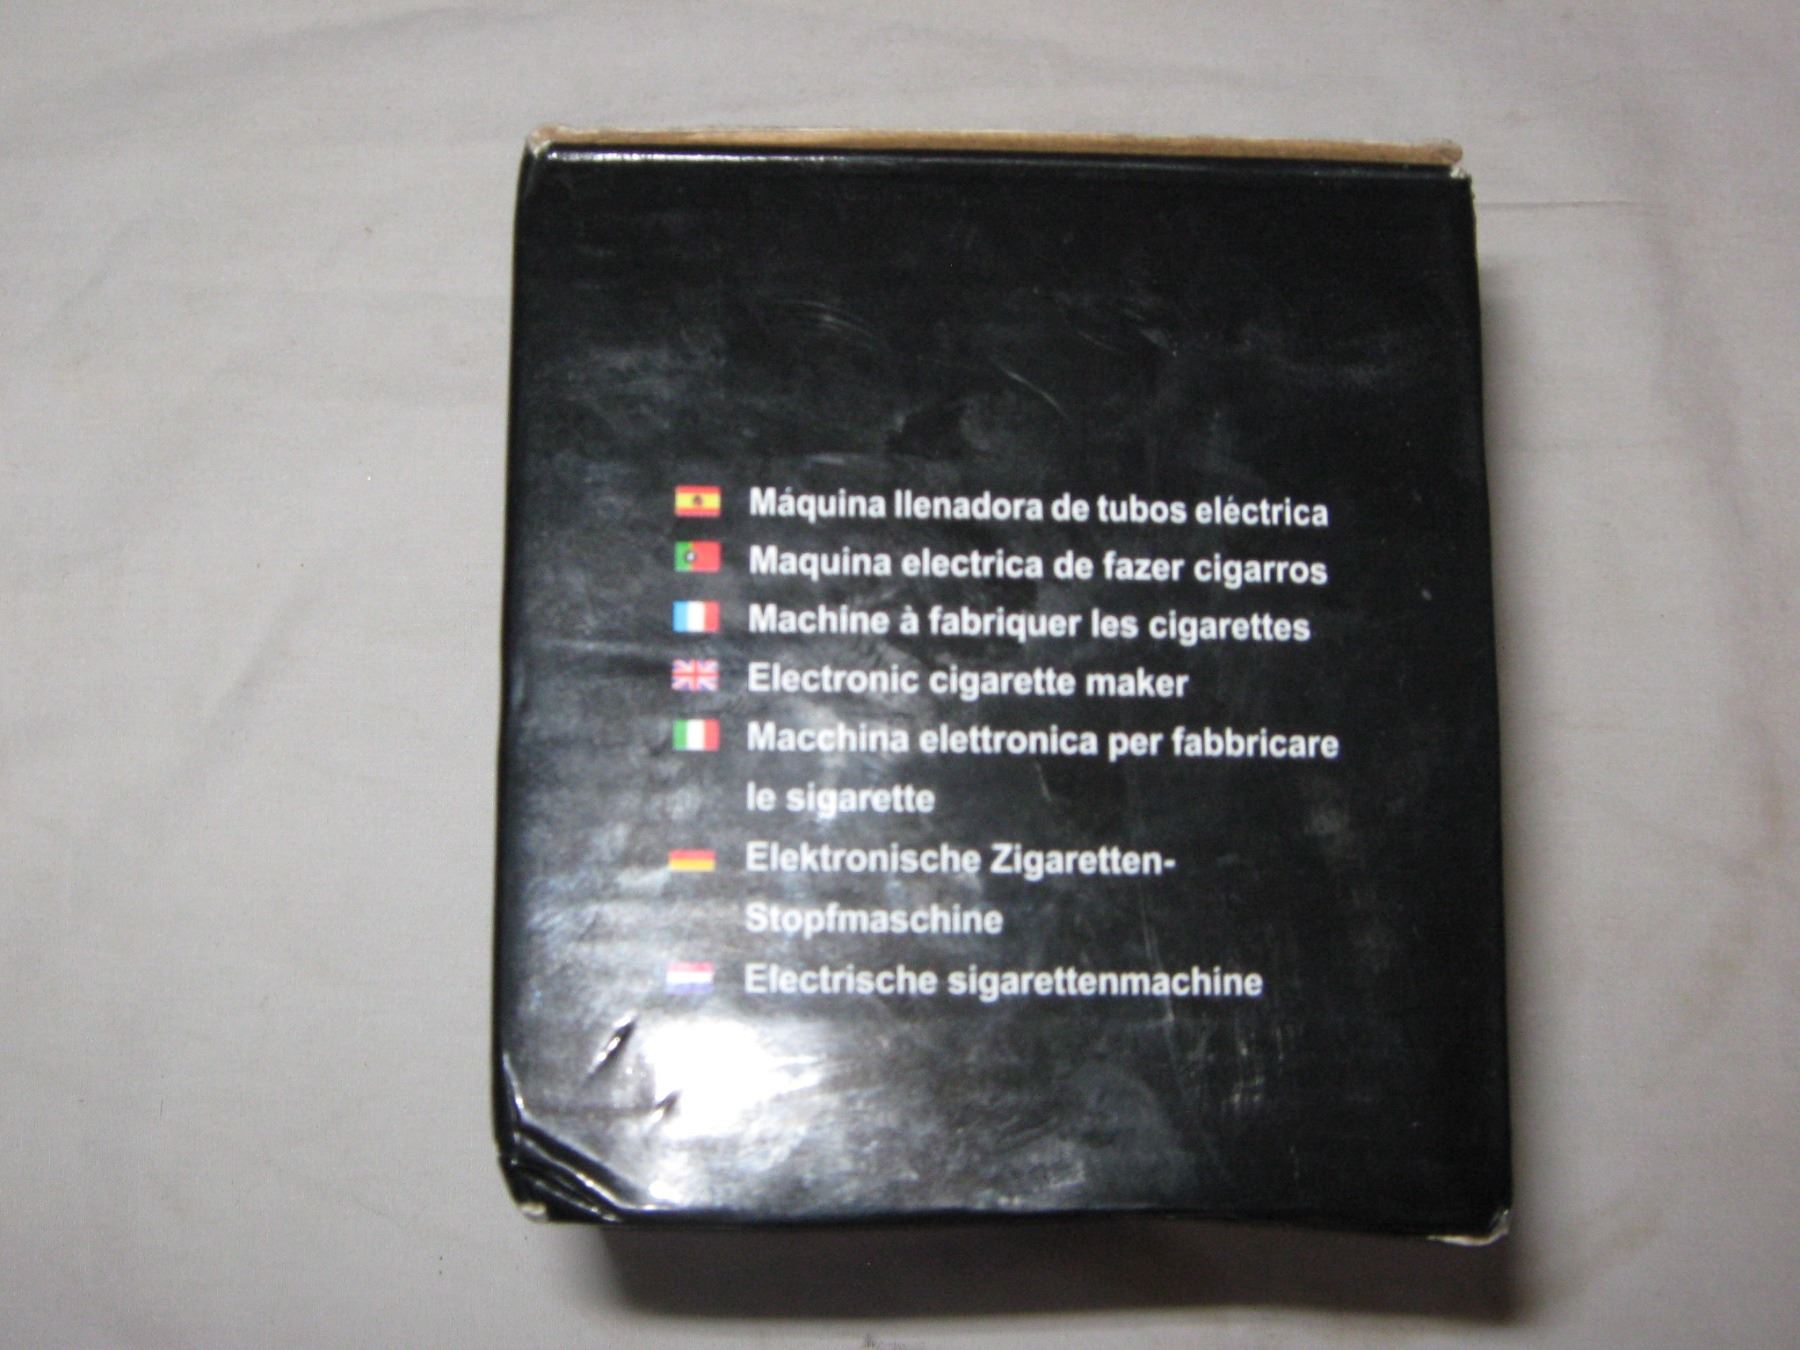 Máquina llenadora de tubos eléctrica
Maquina electrica de fazer cigarros
Machine à fabriquer les cigarettes
Electronic cigarette maker
Macchina elettronica per fabbricare
le sigarette
Elektronische Zigaretten-
Stopfmaschine
Electrische sigarettenmachine